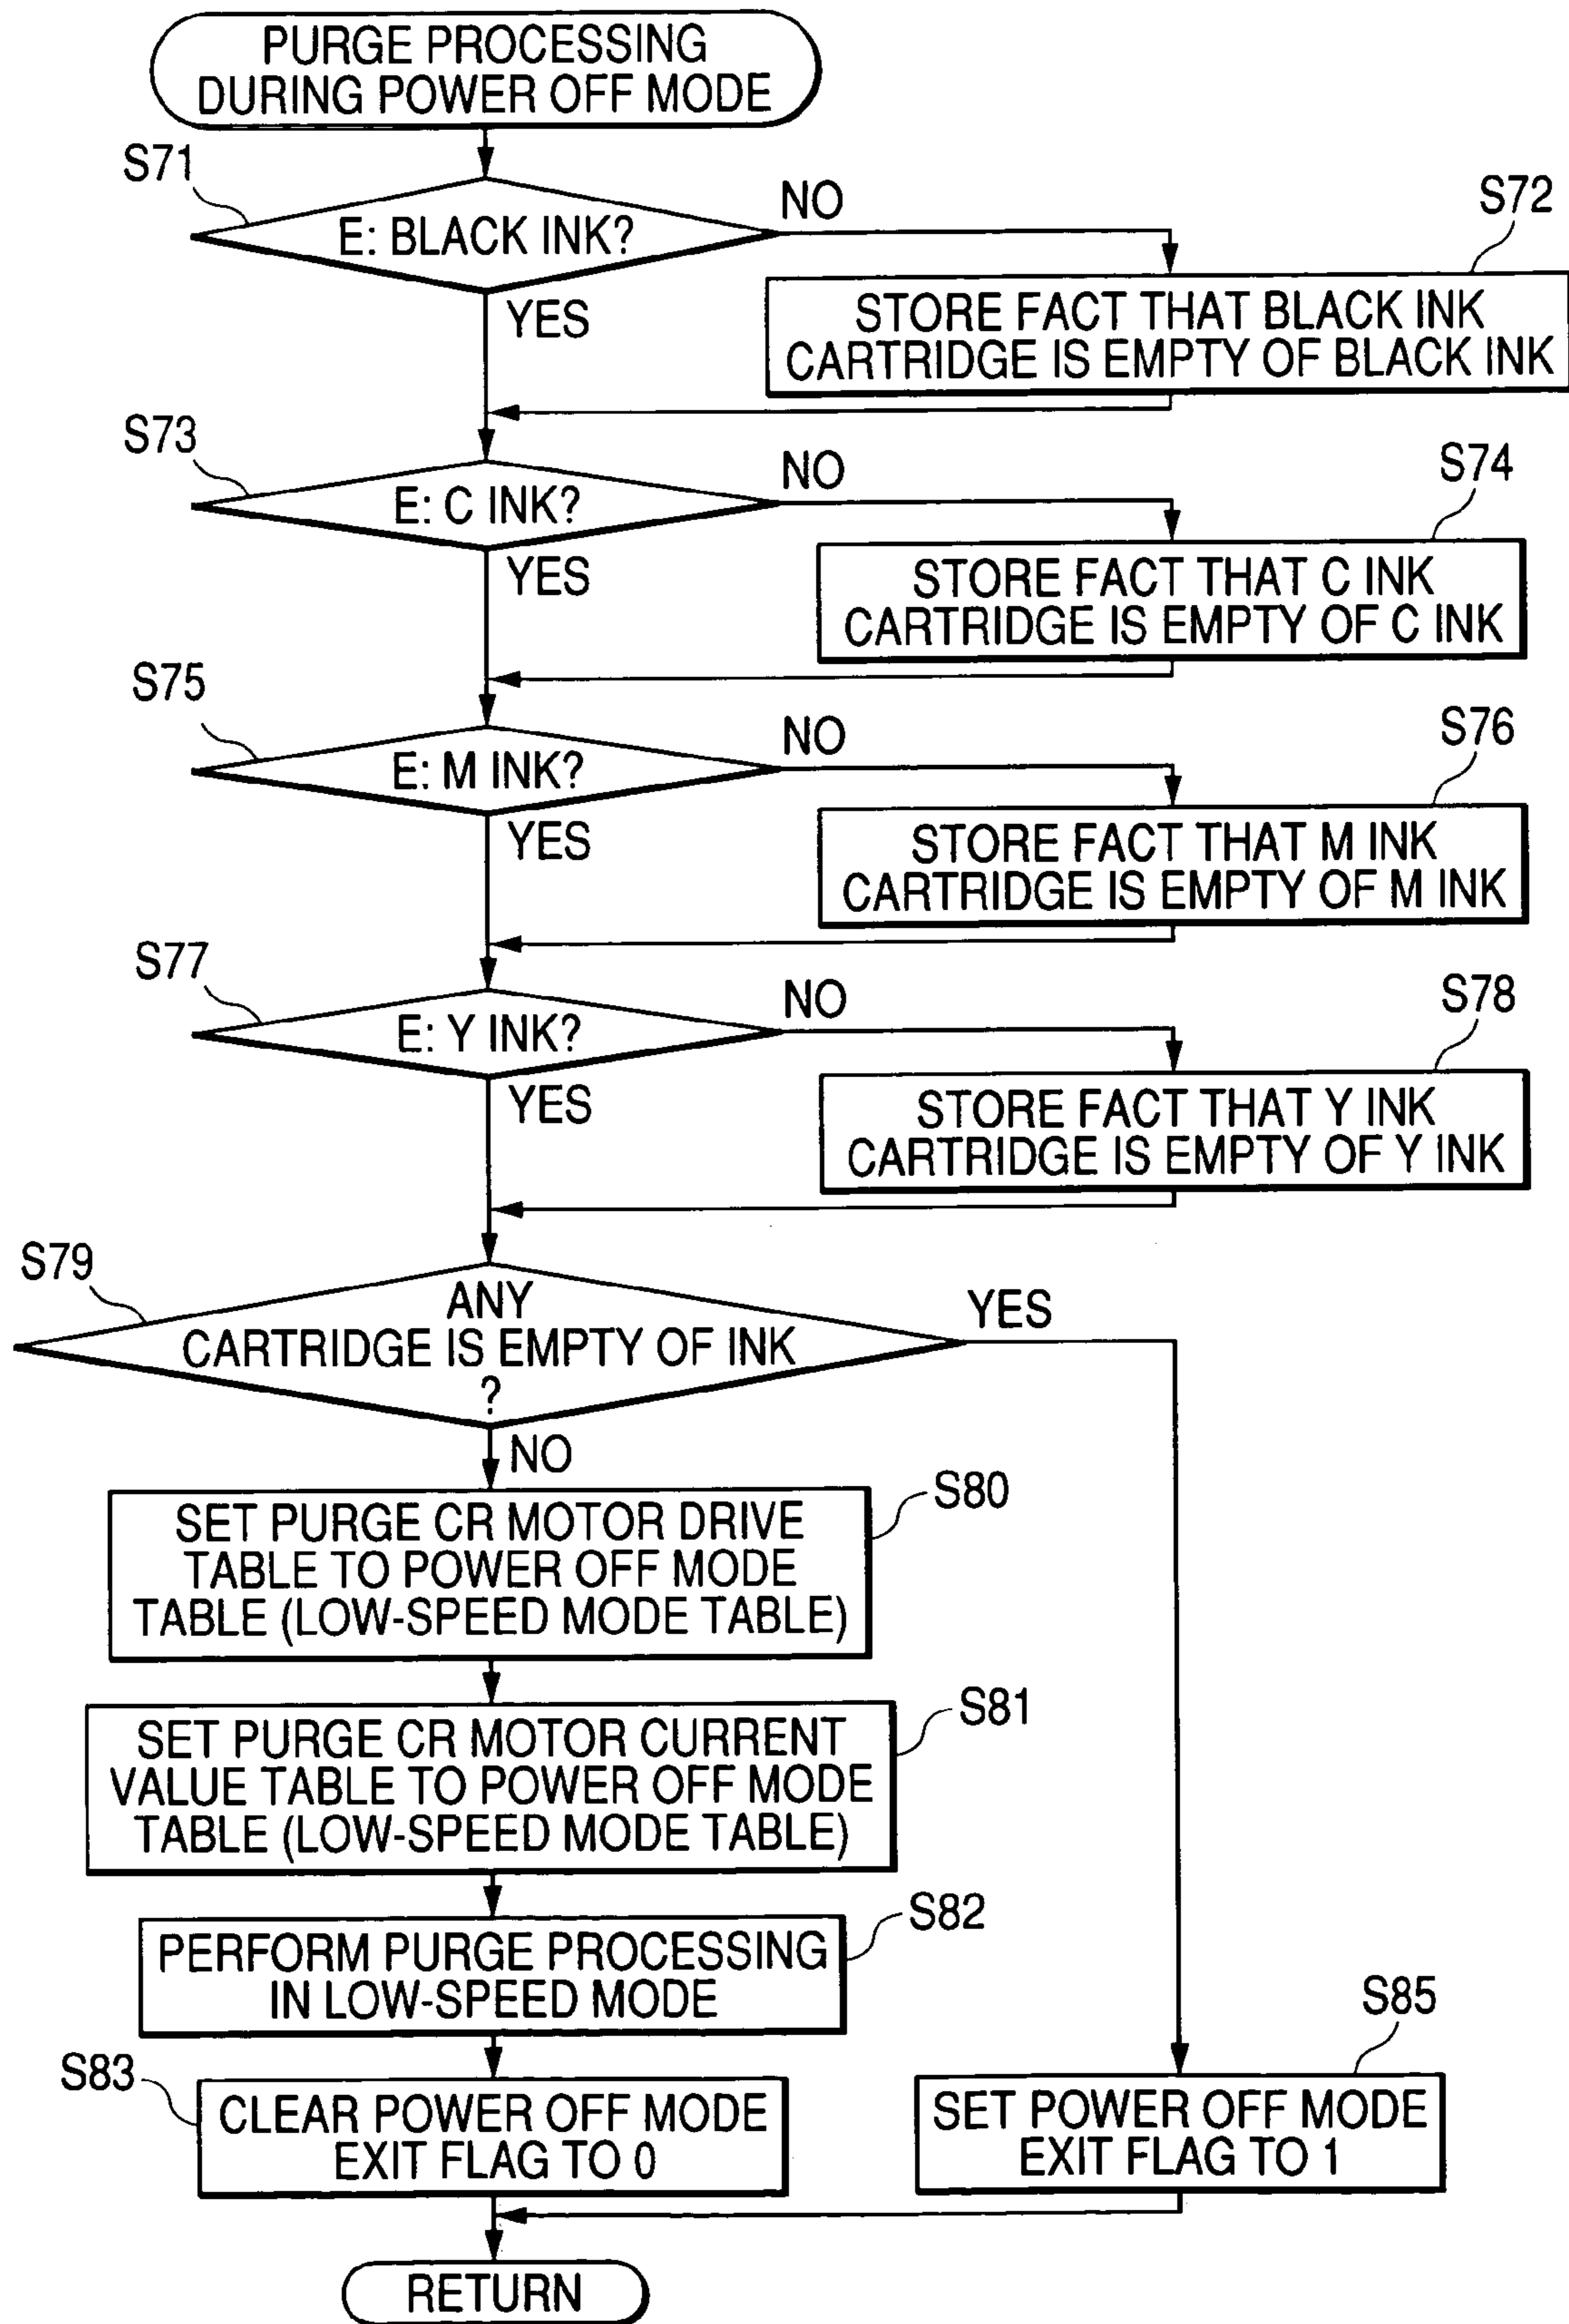 PURGE PROCESSING
DURING POWER OFF MODE
S71
E: BLACK INK?
NO
YES
S72
STORE FACT THAT BLACK INK
CARTRIDGE IS EMPTY OF BLACK INK
S73
E: C INK?
NO
YES
S74
STORE FACT THAT C INK
CARTRIDGE IS EMPTY OF C INK
S75
E: M INK?
NO
YES
S76
STORE FACT THAT M INK
CARTRIDGE IS EMPTY OF M INK
S77
E: Y INK?
NO
YES
S78
STORE FACT THAT Y INK
CARTRIDGE IS EMPTY OF Y INK
S79
ANY
CARTRIDGE IS EMPTY OF INK
?
YES
NO
S80
SET PURGE CR MOTOR DRIVE
TABLE TO POWER OFF MODE
TABLE (LOW-SPEED MODE TABLE)
S81
SET PURGE CR MOTOR CURRENT
VALUE TABLE TO POWER OFF MODE
TABLE (LOW-SPEED MODE TABLE)
S82
PERFORM PURGE PROCESSING
IN LOW-SPEED MODE
S83
CLEAR POWER OFF MODE
EXIT FLAG TO 0
S85
SET POWER OFF MODE
EXIT FLAG TO 1
RETURN